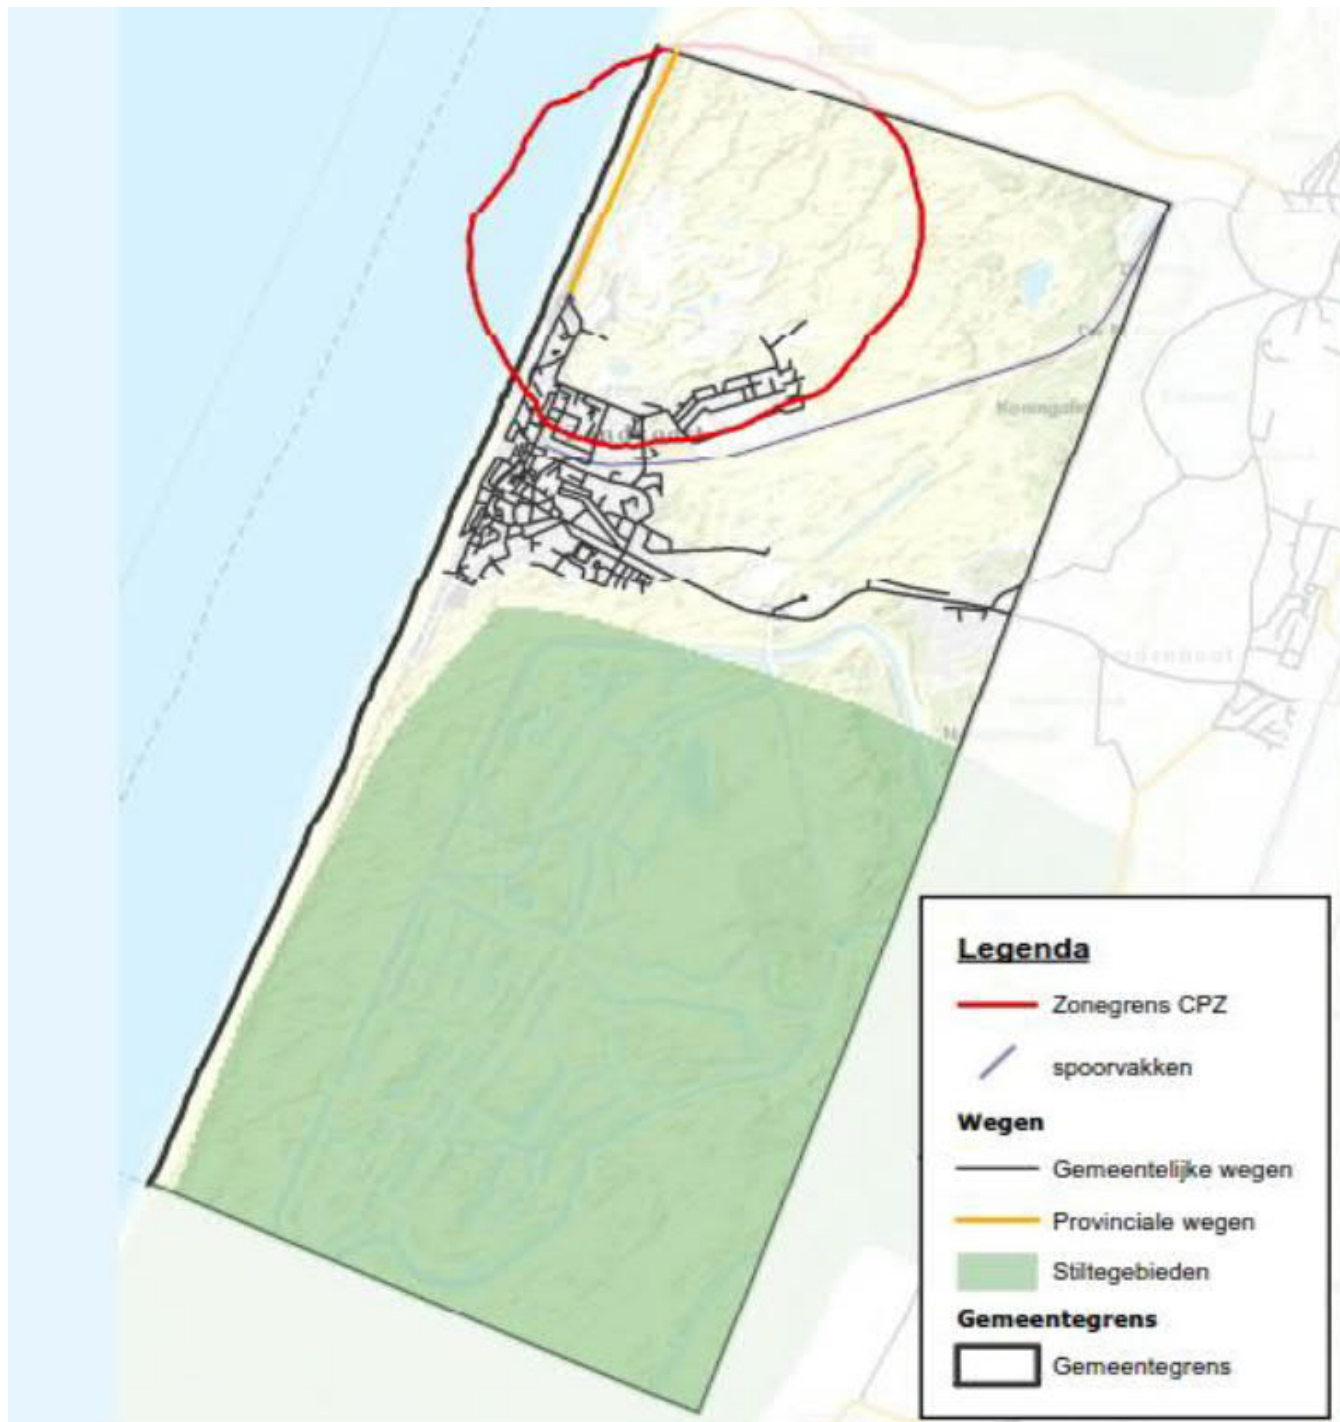 Legenda
Zonegrens CPZ
spoorvakken
Wegen
Gemeentelijke wegen
Provinciale wegen
Stiltegebieden
Gemeentegrens
Gemeentegrens